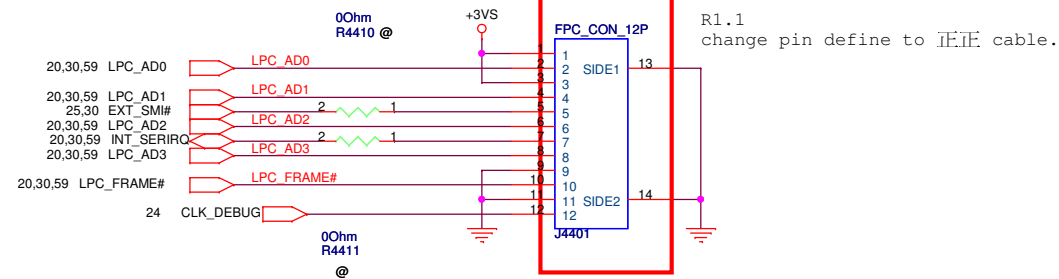 0Ohm
R4410 @
+3VS
FPC_CON_12P
R1.1
change pin define to 正正 cable.
20,30,59 LPC_AD0 LPC_AD0
20,30,59 LPC_AD1 LPC_AD1
25,30 EXT_SMI# 2 1
20,30,59 LPC_AD2 LPC_AD2
20,30,59 INT_SERIRQ 2 1
20,30,59 LPC_AD3 LPC_AD3
20,30,59 LPC_FRAME# LPC_FRAME#
24 CLK_DEBUG
1 1
2 2 SIDE1 13
3 3
4 4
5 5
6 6
7 7
8 8
9 9
10 10
11 11 SIDE2 14
12 12
J4401
0Ohm
R4411
@